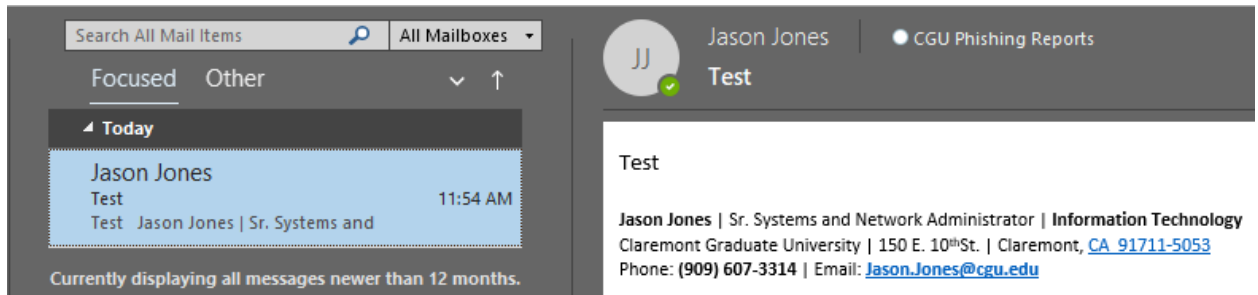 Search All Mail Items
All Mailboxes
Focused Other
Today
Jason Jones
Test 11:54 AM
Test Jason Jones | Sr. Systems and
Currently displaying all messages newer than 12 months.
JJ
Jason Jones
CGU Phishing Reports
Test
Test
Jason Jones | Sr. Systems and Network Administrator | Information Technology
Claremont Graduate University | 150 E. 10thSt. | Claremont, CA 91711-5053
Phone: (909) 607-3314 | Email: Jason.Jones@cgu.edu